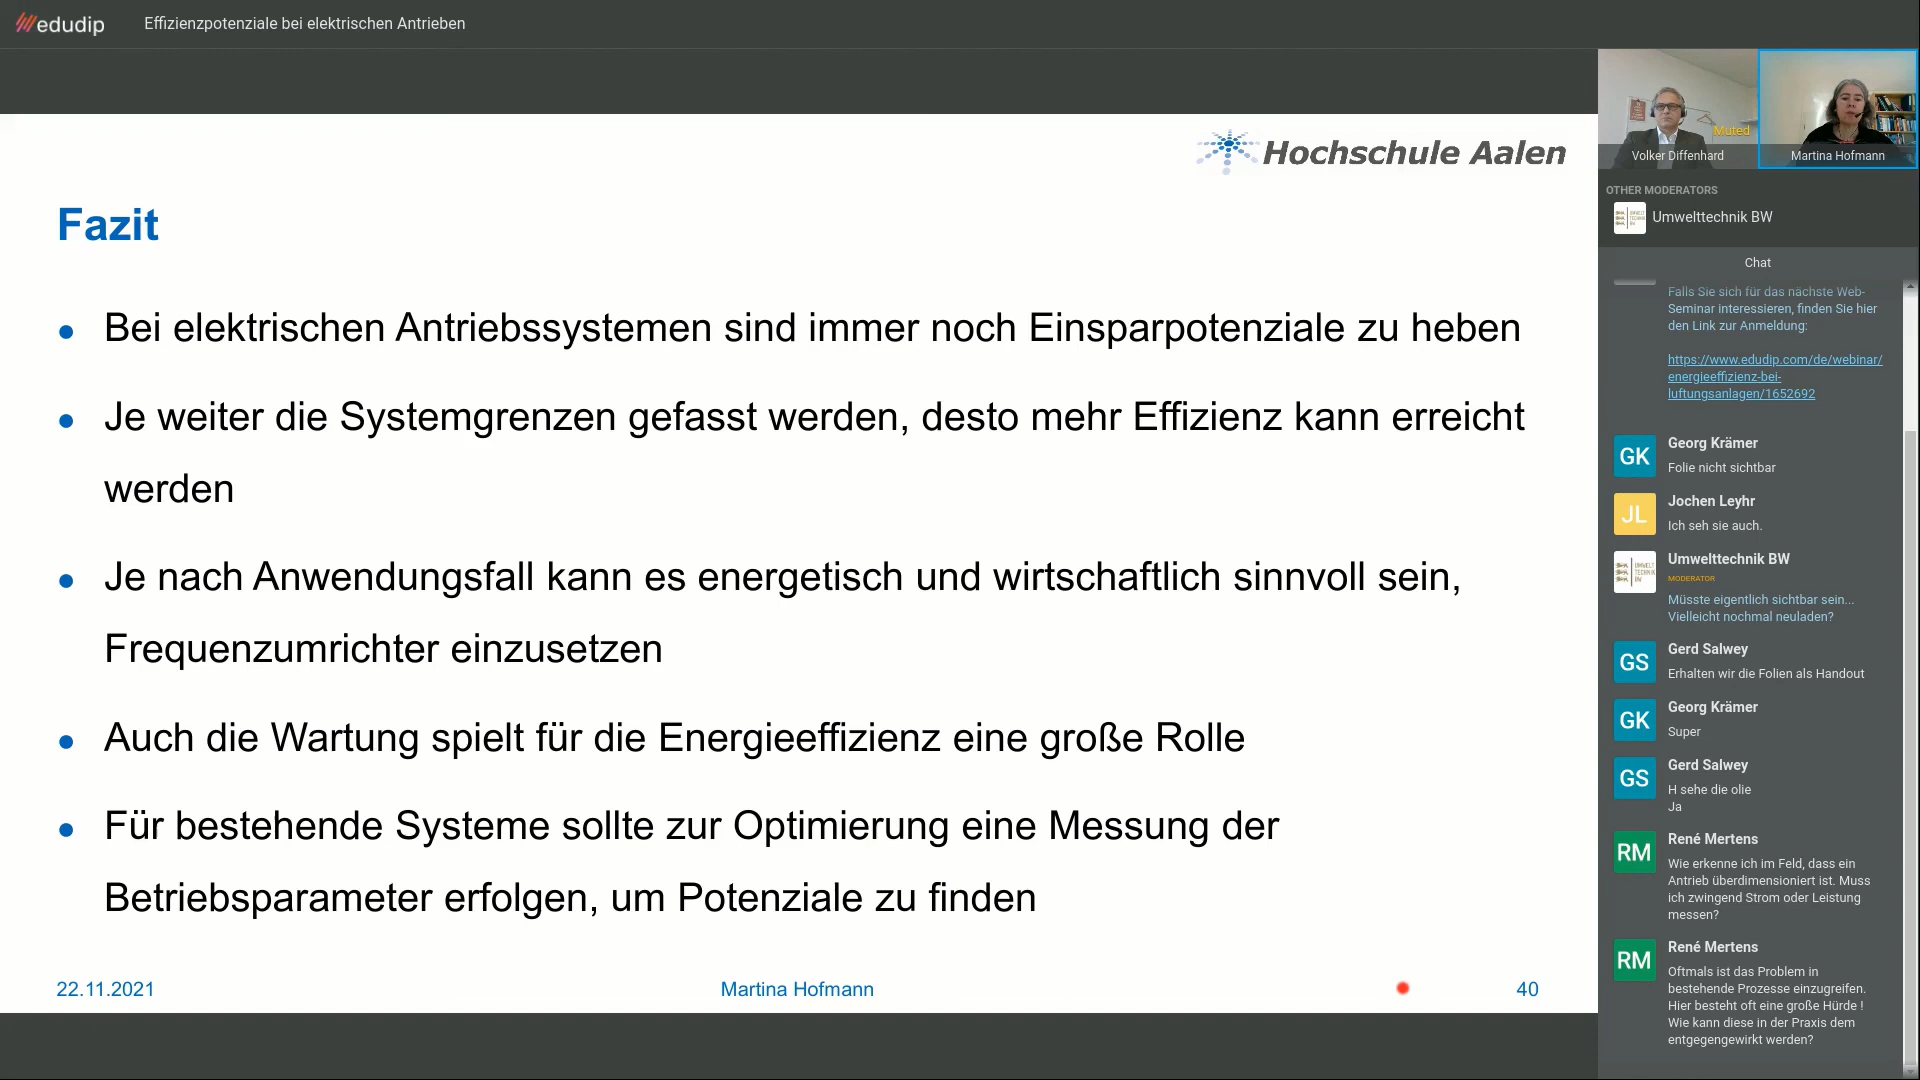 edudip
Effizienzpotenziale bei elektrischen Antrieben
Hochschule Aalen
Fazit
Bei elektrischen Antriebssystemen sind immer noch Einsparpotenziale zu heben
Je weiter die Systemgrenzen gefasst werden, desto mehr Effizienz kann erreicht
werden
Je nach Anwendungsfall kann es energetisch und wirtschaftlich sinnvoll sein,
Frequenzumrichter einzusetzen
Auch die Wartung spielt für die Energieeffizienz eine große Rolle
Für bestehende Systeme sollte zur Optimierung eine Messung der
Betriebsparameter erfolgen, um Potenziale zu finden
22.11.2021
Martina Hofmann
40
Muted
Volker Diffenhard
Martina Hofmann
OTHER MODERATORS
Umwelttechnik BW
Chat
Falls Sie sich für das nächste Web-
Seminar interessieren, finden Sie hier
den Link zur Anmeldung:
https://www.edudip.com/de/webinar/
energieeffizienz-bei-
luftungsanlagen/1652692
GK
Georg Krämer
Folie nicht sichtbar
JL
Jochen Leyhr
Ich seh sie auch.
UMWELT
TECHNIK
BW
Umwelttechnik BW
MODERATOR
Müsste eigentlich sichtbar sein...
Vielleicht nochmal neuladen?
GS
Gerd Salwey
Erhalten wir die Folien als Handout
GK
Georg Krämer
Super
GS
Gerd Salwey
H sehe die olie
Ja
RM
René Mertens
Wie erkenne ich im Feld, dass ein
Antrieb überdimensioniert ist. Muss
ich zwingend Strom oder Leistung
messen?
RM
René Mertens
Oftmals ist das Problem in
bestehende Prozesse einzugreifen.
Hier besteht oft eine große Hürde !
Wie kann diese in der Praxis dem
entgegengewirkt werden?